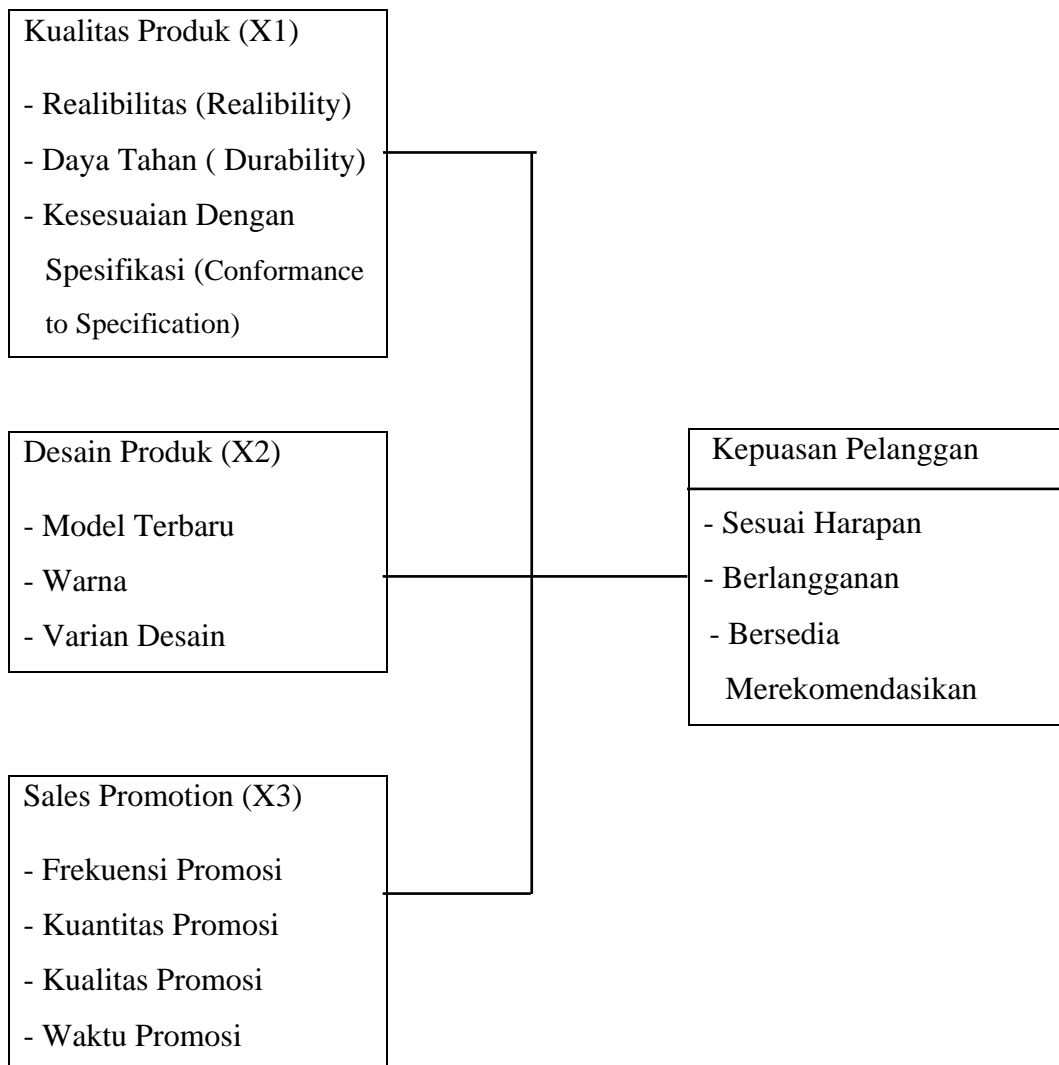 Kualitas Produk (X1)
- Realibilitas (Realibility)
- Daya Tahan ( Durability)
- Kesesuaian Dengan
Spesifikasi (Conformance
to Specification)
Desain Produk (X2)
- Model Terbaru
- Warna
- Varian Desain
Sales Promotion (X3)
- Frekuensi Promosi
- Kuantitas Promosi
- Kualitas Promosi
- Waktu Promosi
Kepuasan Pelanggan
- Sesuai Harapan
- Berlangganan
- Bersedia
Merekomendasikan